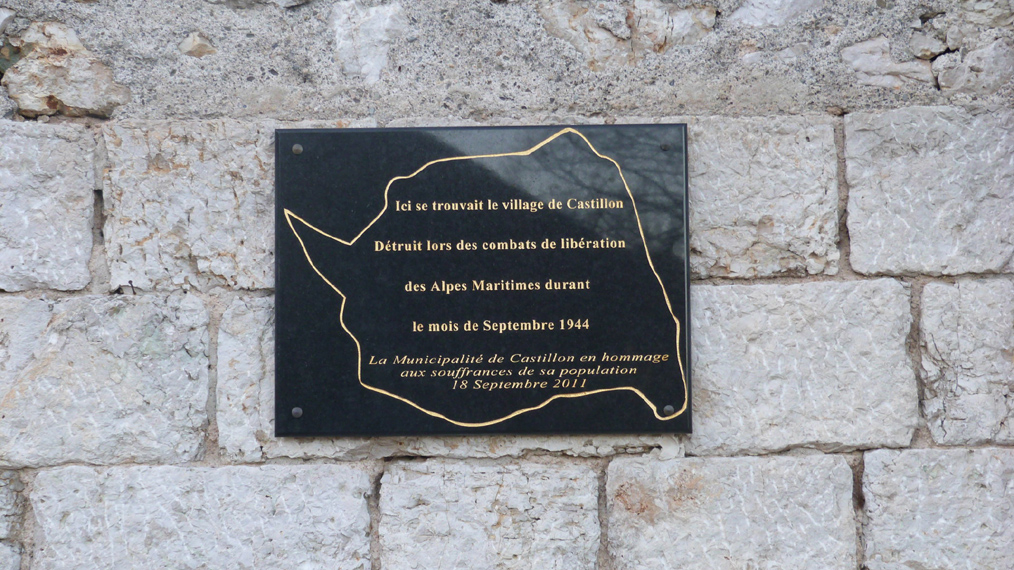 Ici se trouvait le village de Castillon
Détruit lors des combats de libération
des Alpes Maritimes durant
le mois de Septembre 1944
La Municipalité de Castillon en hommage
aux souffrances de sa population
18 Septembre 2011